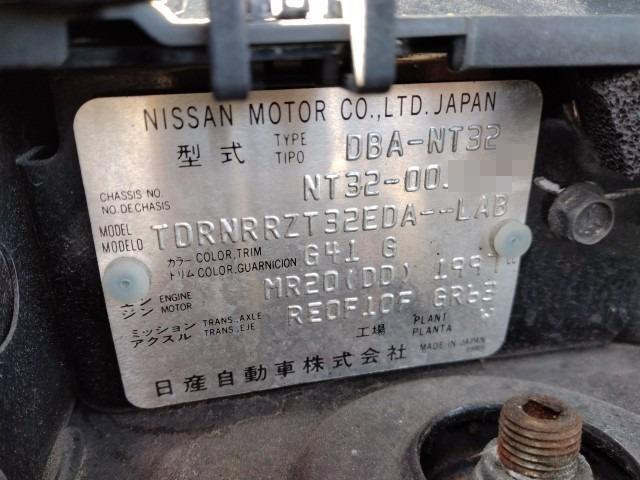 NISSAN MOTOR CO.,LTD. JAPAN
型式 TYPE TIPO DBA-NT32
CHASSIS NO. NO.DECHASIS NT32-00
MODEL MODELO TDRNRRZT32EDA--LAB
カラー COLOR,TRIM トリム COLOR,GUARNICION G41 G
エンジン ENGINE MOTOR MR20(DD) 1997 cc
ミッション アクスル TRANS.,AXLE TRANS.,EJE RE0F10F GR63
工場 PLANT PLANTA W
日産自動車株式会社 MADE IN JAPAN